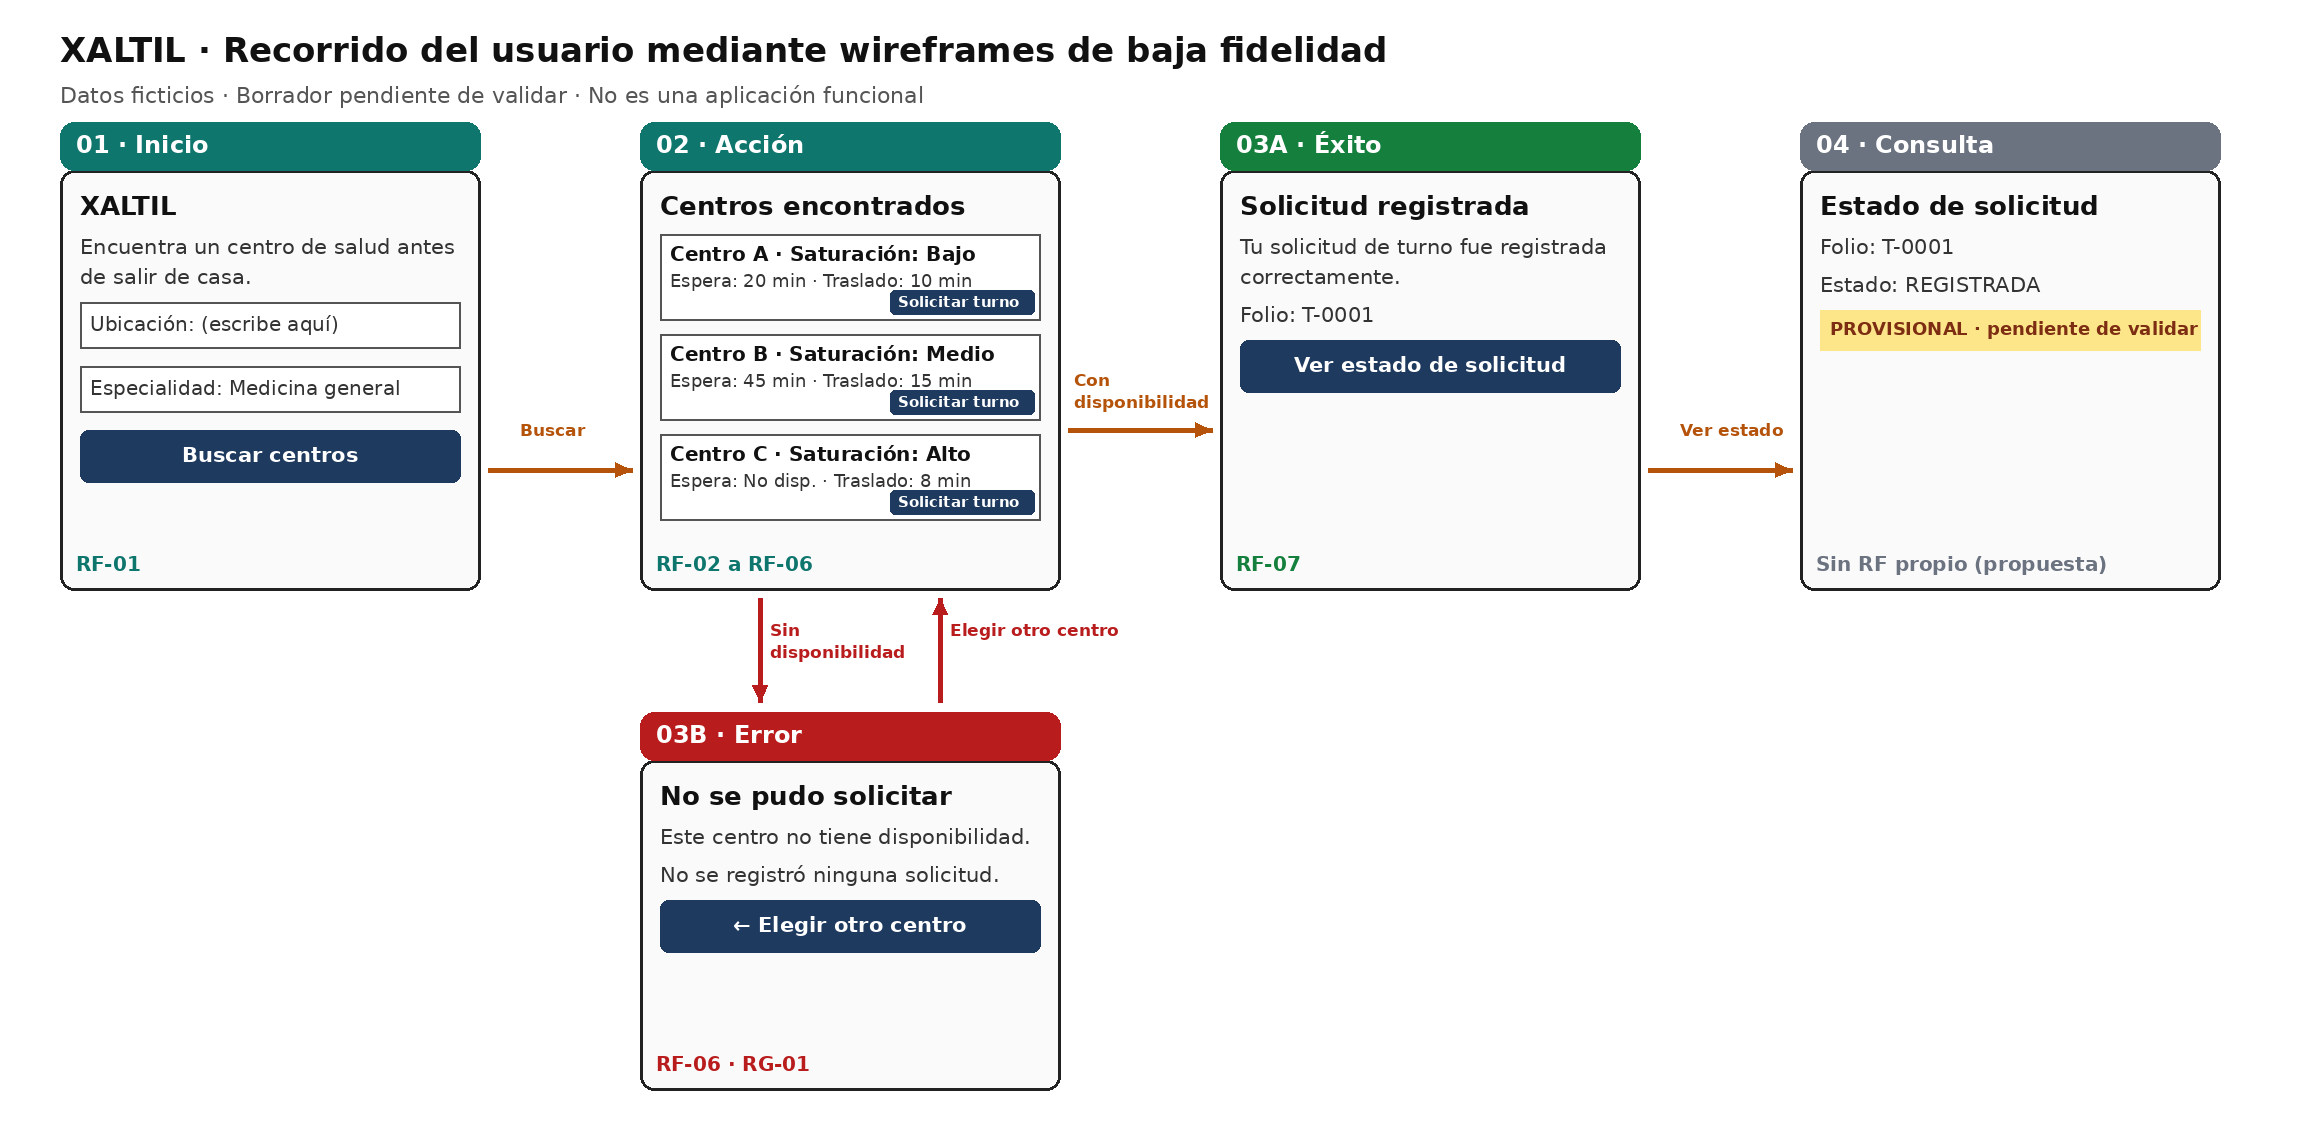 XALTIL · Recorrido del usuario mediante wireframes de baja fidelidad
Datos ficticios · Borrador pendiente de validar · No es una aplicación funcional
01 · Inicio
XALTIL
Encuentra un centro de salud antes
de salir de casa.
Ubicación: (escribe aquí)
Especialidad: Medicina general
Buscar centros
RF-01
Buscar
02 · Acción
Centros encontrados
Centro A · Saturación: Bajo
Espera: 20 min · Traslado: 10 min
Solicitar turno
Centro B · Saturación: Medio
Espera: 45 min · Traslado: 15 min
Solicitar turno
Centro C · Saturación: Alto
Espera: No disp. · Traslado: 8 min
Solicitar turno
RF-02 a RF-06
Con
disponibilidad
03A · Éxito
Solicitud registrada
Tu solicitud de turno fue registrada
correctamente.
Folio: T-0001
Ver estado de solicitud
RF-07
Ver estado
04 · Consulta
Estado de solicitud
Folio: T-0001
Estado: REGISTRADA
PROVISIONAL · pendiente de validar
Sin RF propio (propuesta)
Sin
disponibilidad
Elegir otro centro
03B · Error
No se pudo solicitar
Este centro no tiene disponibilidad.
No se registró ninguna solicitud.
← Elegir otro centro
RF-06 · RG-01